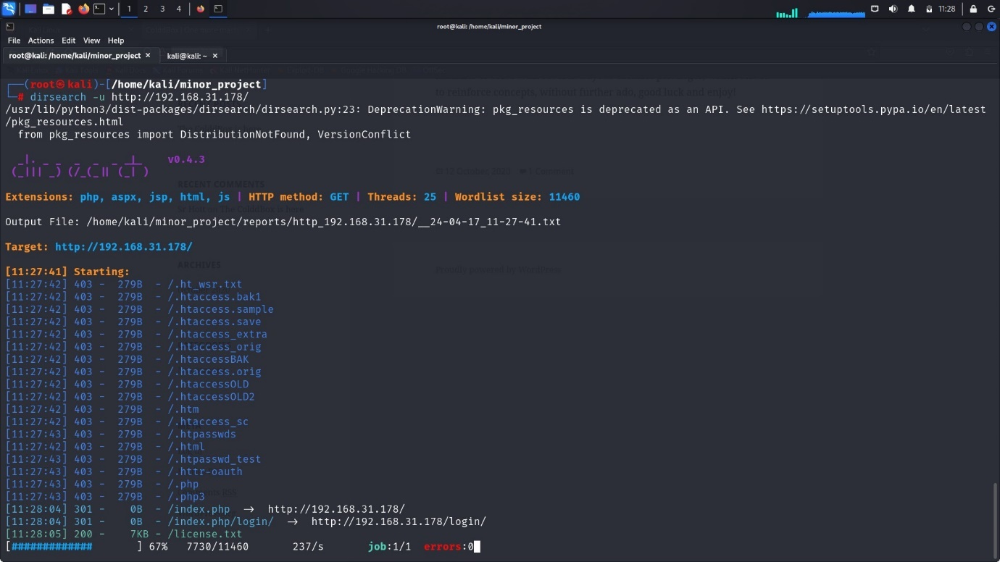 1 2 3 4 11:28
root@kali: /home/kali/minor_project
File Actions Edit View Help
root@kali: /home/kali/minor_project × kali@kali: ~ ×
to reinforce concepts, without further ado, good luck and enjoy!
┌──(root㉿kali)-[/home/kali/minor_project]
└─# dirsearch -u http://192.168.31.178/
/usr/lib/python3/dist-packages/dirsearch/dirsearch.py:23: DeprecationWarning: pkg_resources is deprecated as an API. See https://setuptools.pypa.io/en/latest
/pkg_resources.html
from pkg_resources import DistributionNotFound, VersionConflict
v0.4.3
12 October, 2020 1 Comment
RECENT COMMENTS
Extensions: php, aspx, jsp, html, js | HTTP method: GET | Threads: 25 | Wordlist size: 11460
Output File: /home/kali/minor_project/reports/http_192.168.31.178/__24-04-17_11-27-41.txt
Target: http://192.168.31.178/
ARCHIVES
Proudly powered by WordPress
[11:27:41] Starting:
[11:27:42] 403 - 279B - /.ht_wsr.txt
[11:27:42] 403 - 279B - /.htaccess.bak1
[11:27:42] 403 - 279B - /.htaccess.sample
[11:27:42] 403 - 279B - /.htaccess.save
[11:27:42] 403 - 279B - /.htaccess_extra
[11:27:42] 403 - 279B - /.htaccess_orig
[11:27:42] 403 - 279B - /.htaccessBAK
[11:27:42] 403 - 279B - /.htaccess.orig
[11:27:42] 403 - 279B - /.htaccessOLD
[11:27:42] 403 - 279B - /.htaccessOLD2
[11:27:42] 403 - 279B - /.htm
[11:27:42] 403 - 279B - /.htaccess_sc
[11:27:43] 403 - 279B - /.htpasswds
[11:27:42] 403 - 279B - /.html
[11:27:43] 403 - 279B - /.htpasswd_test
[11:27:43] 403 - 279B - /.httr-oauth
[11:27:43] 403 - 279B - /.php
[11:27:43] 403 - 279B - /.php3
[11:28:04] 301 - 0B - /index.php → http://192.168.31.178/
[11:28:04] 301 - 0B - /index.php/login/ → http://192.168.31.178/login/
[11:28:05] 200 - 7KB - /license.txt
[############# ] 67% 7730/11460 237/s job:1/1 errors:0